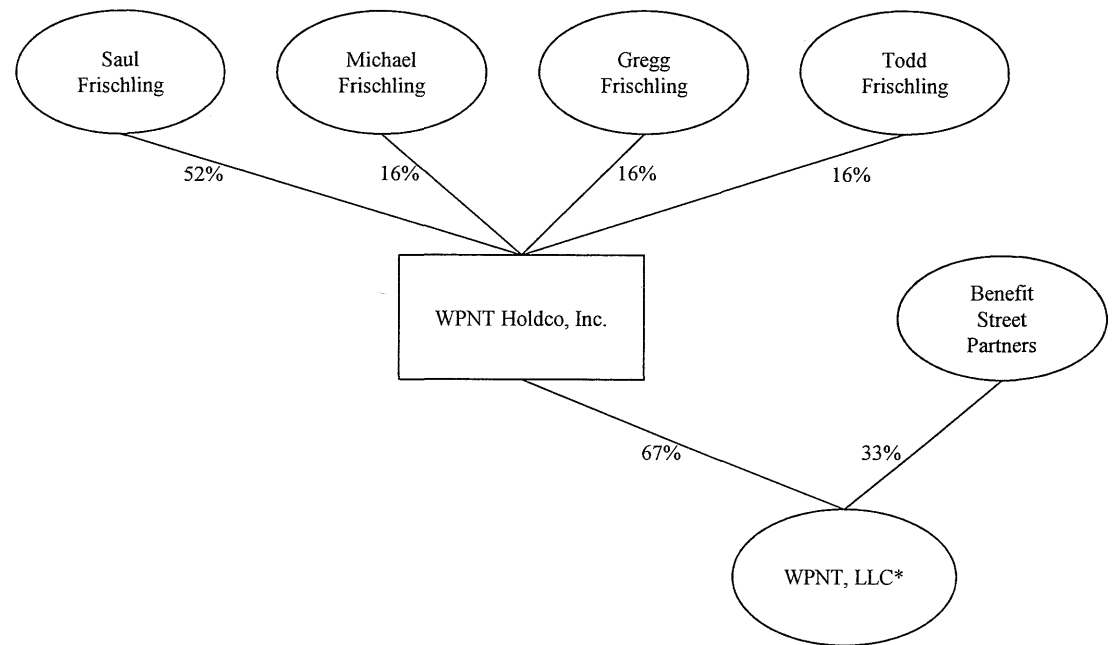 Saul
Frischling
Michael
Frischling
Gregg
Frischling
Todd
Frischling
52%
16%
16%
16%
WPNT Holdco, Inc.
Benefit
Street
Partners
67%
33%
WPNT, LLC*